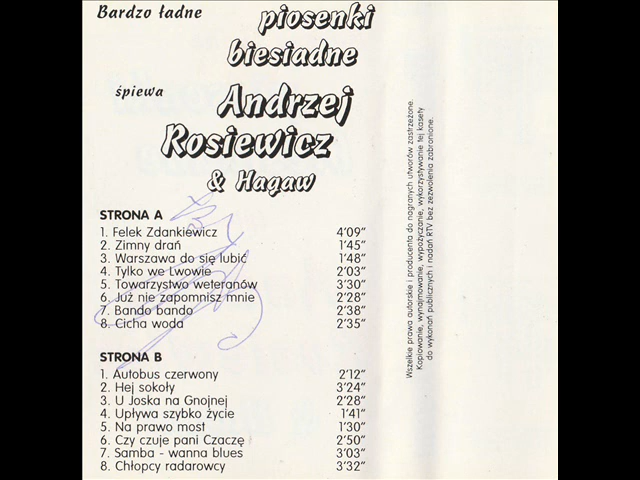 Bardzo ładne
piosenki
biesiadne
śpiewa
Andrzej
Rosiewicz
& Hagaw
STRONA A
1. Felek Zdankiewicz 4'09"
2. Zimny drań 1'45"
3. Warszawa do się lubić 1'48"
4. Tylko we Lwowie 2'03"
5. Towarzystwo weteranów 3'30"
6. Już nie zapomnisz mnie 2'28"
7. Bando bando 2'38"
8. Cicha woda 2'35"
STRONA B
1. Autobus czerwony 2'12"
2. Hej sokoły 3'24"
3. U Joska na Gnojnej 2'28"
4. Upływa szybko życie 1'41"
5. Na prawo most 1'30"
6. Czy czuje pani Czaczę 2'50"
7. Samba - wanna blues 3'03"
8. Chłopcy radarowcy 3'32"
Wszelkie prawa autorskie i producenta do nagranych utworów zastrzeżone.
Kopiowanie, wynajmowanie, wypożyczanie, wykorzystywanie tej kasety
do wykonań publicznych i nadań RTV bez zezwolenia zabronione.